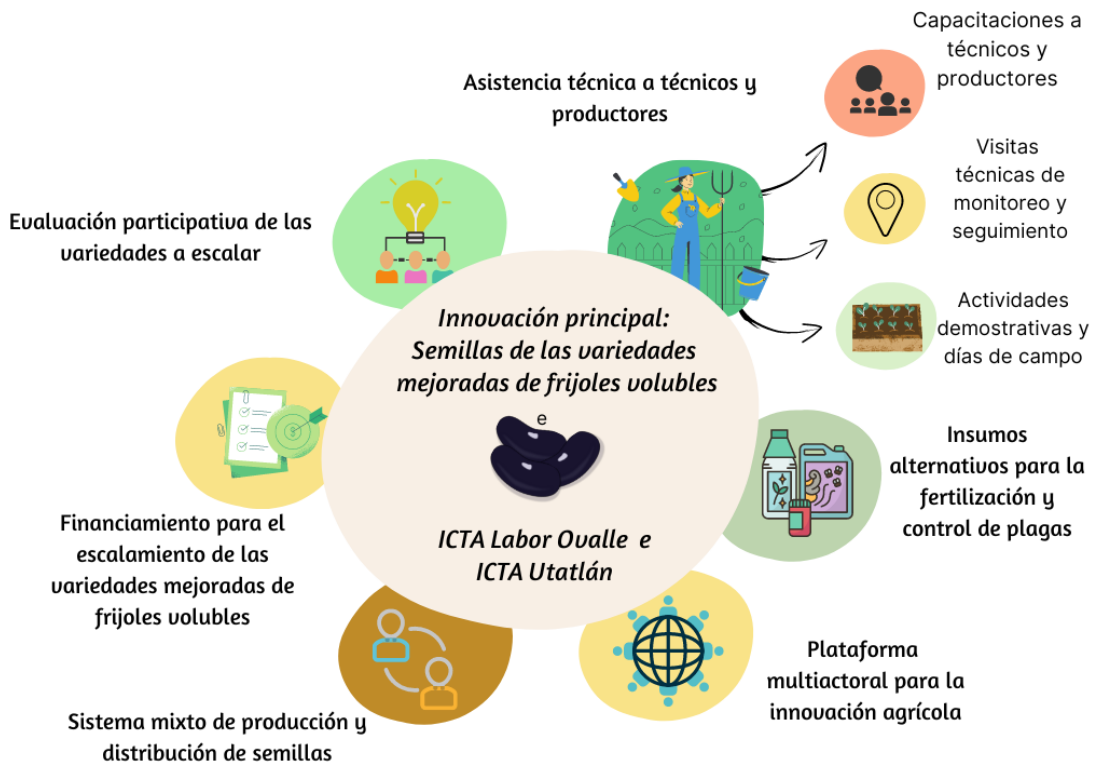 Capacitaciones a
técnicos y
productores
Asistencia técnica a técnicos y
productores
Visitas
técnicas de
monitoreo y
seguimiento
Evaluación participativa de las
variedades a escalar
Actividades
demostrativas y
días de campo
Innovación principal:
Semillas de las variedades
mejoradas de frijoles volubles
e
ICTA Labor Ovalle e
ICTA Utatlán
Insumos
alternativos para la
fertilización y
control de plagas
Financiamiento para el
escalamiento de las
variedades mejoradas de
frijoles volubles
Plataforma
multiactoral para la
innovación agrícola
Sistema mixto de producción y
distribución de semillas